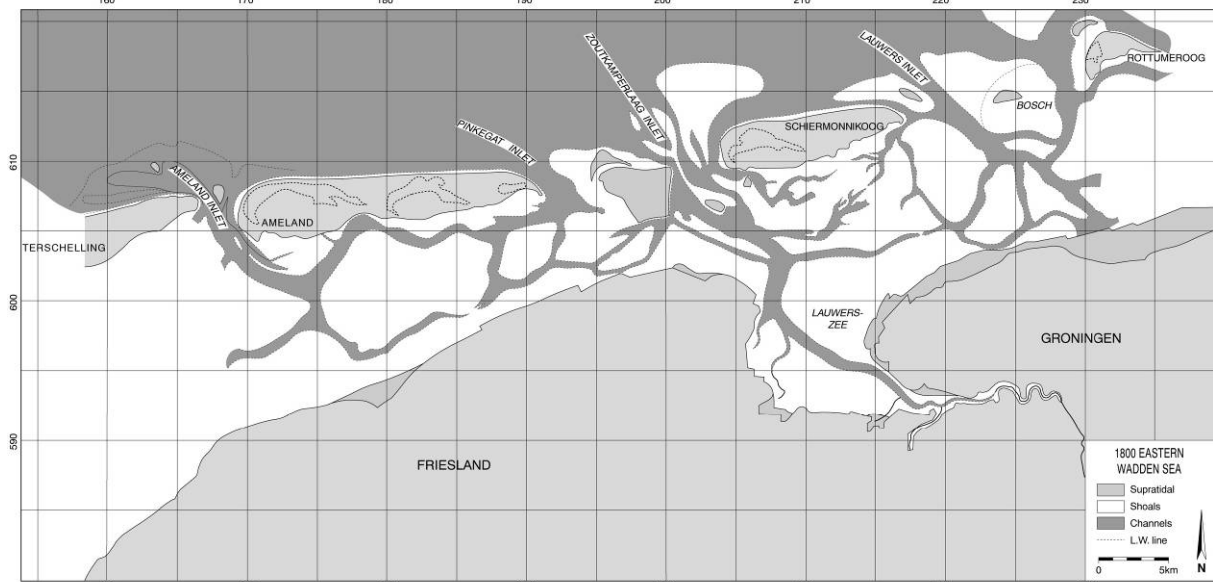 160
170
180
190
200
210
220
230
LAUWERS INLET
ROTTUMEROOG
ZOUTKAMPERLAAG INLET
BOSCH
SCHIERMONNIKOOG
PINKEGAT INLET
610
AMELAND INLET
AMELAND
TERSCHELLING
600
LAUWERS-
ZEE
GRONINGEN
590
FRIESLAND
1800 EASTERN
WADDEN SEA
Supratidal
Shoals
Channels
L.W. line
0 5km
N